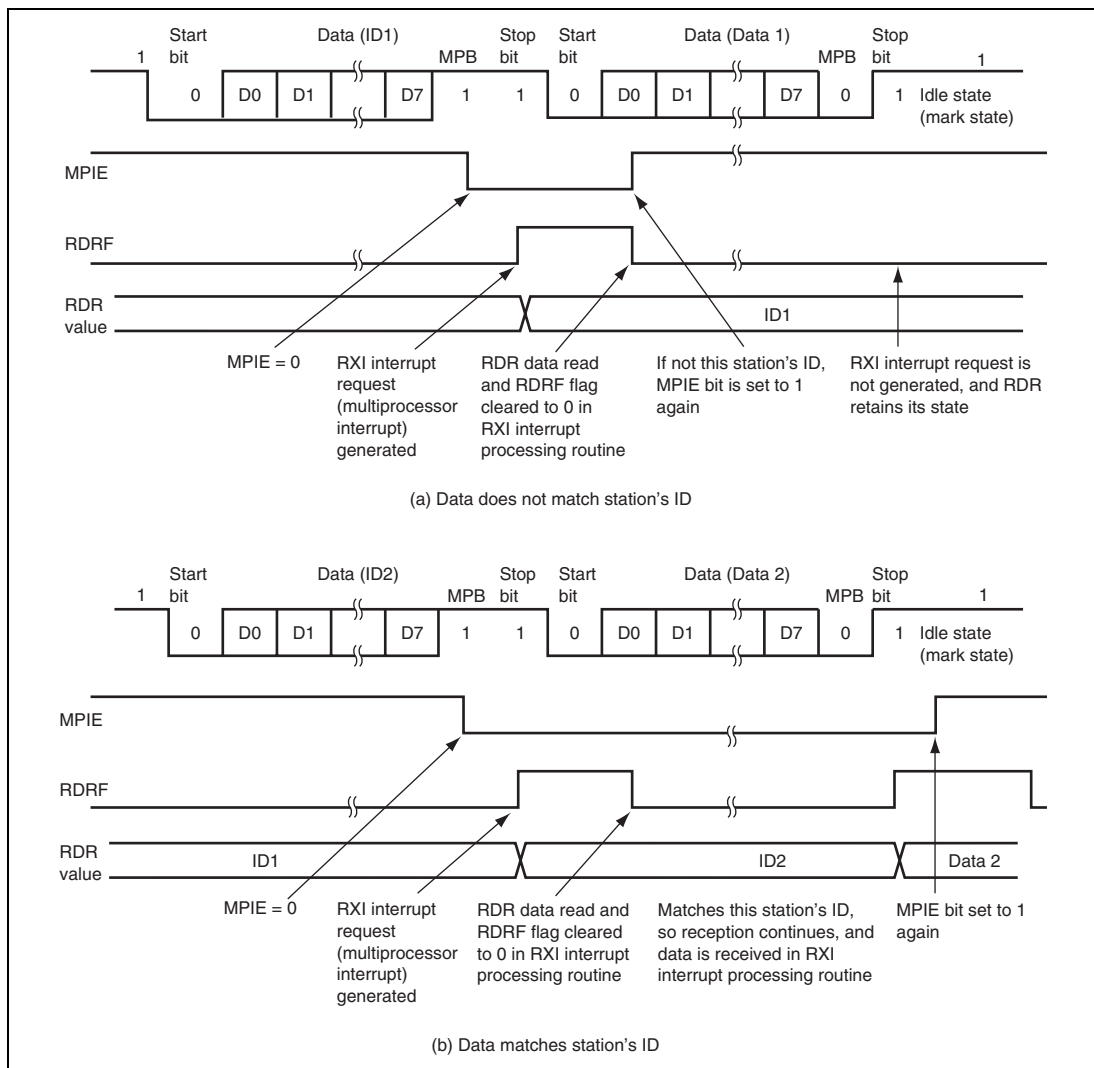 Start bit Data (ID1) MPB Stop bit Start bit Data (Data 1) MPB Stop bit
1 1
0 D0 D1 D7 1 1 0 D0 D1 D7 0 1 Idle state (mark state)
MPIE
RDRF
RDR value
ID1
MPIE = 0
RXI interrupt
request
(multiprocessor
interrupt)
generated
RDR data read
and RDRF flag
cleared to 0 in
RXI interrupt
processing routine
If not this station's ID,
MPIE bit is set to 1
again
RXI interrupt request is
not generated, and RDR
retains its state
(a) Data does not match station's ID
Start bit Data (ID2) MPB Stop bit Start bit Data (Data 2) MPB Stop bit
1 1
0 D0 D1 D7 1 1 0 D0 D1 D7 0 1 Idle state (mark state)
MPIE
RDRF
RDR value
ID1 ID2 Data 2
MPIE = 0
RXI interrupt
request
(multiprocessor
interrupt)
generated
RDR data read and
RDRF flag cleared
to 0 in RXI interrupt
processing routine
Matches this station's ID,
so reception continues, and
data is received in RXI
interrupt processing routine
MPIE bit set to 1
again
(b) Data matches station's ID